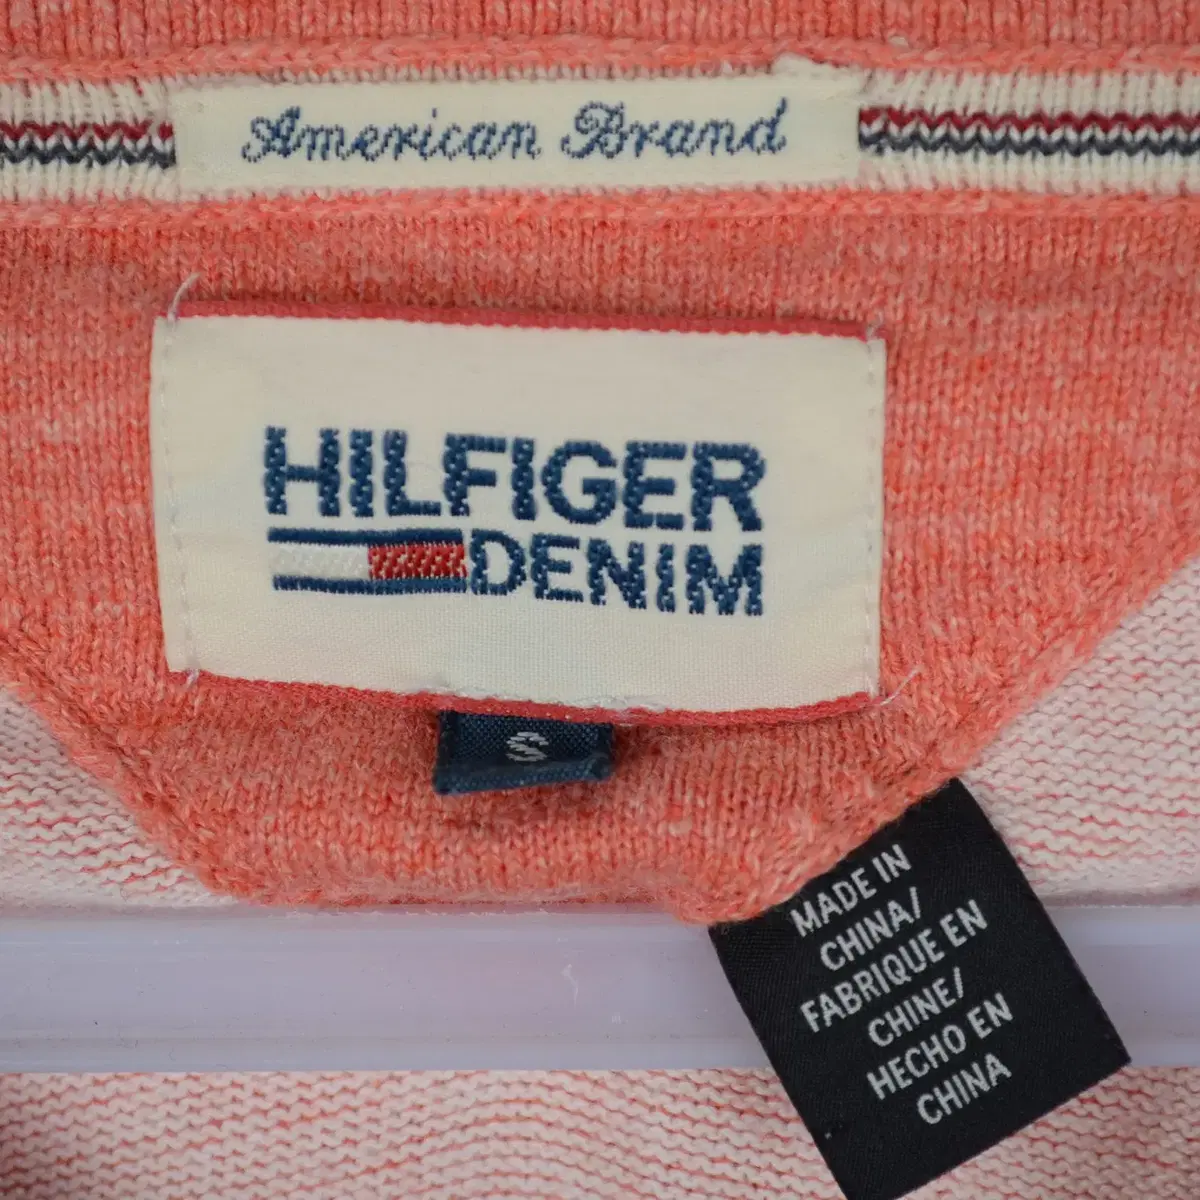 American Brand
HILFIGER
DENIM
S
MADE IN
CHINA/
FABRIQUE EN
CHINE/
HECHO EN
CHINA